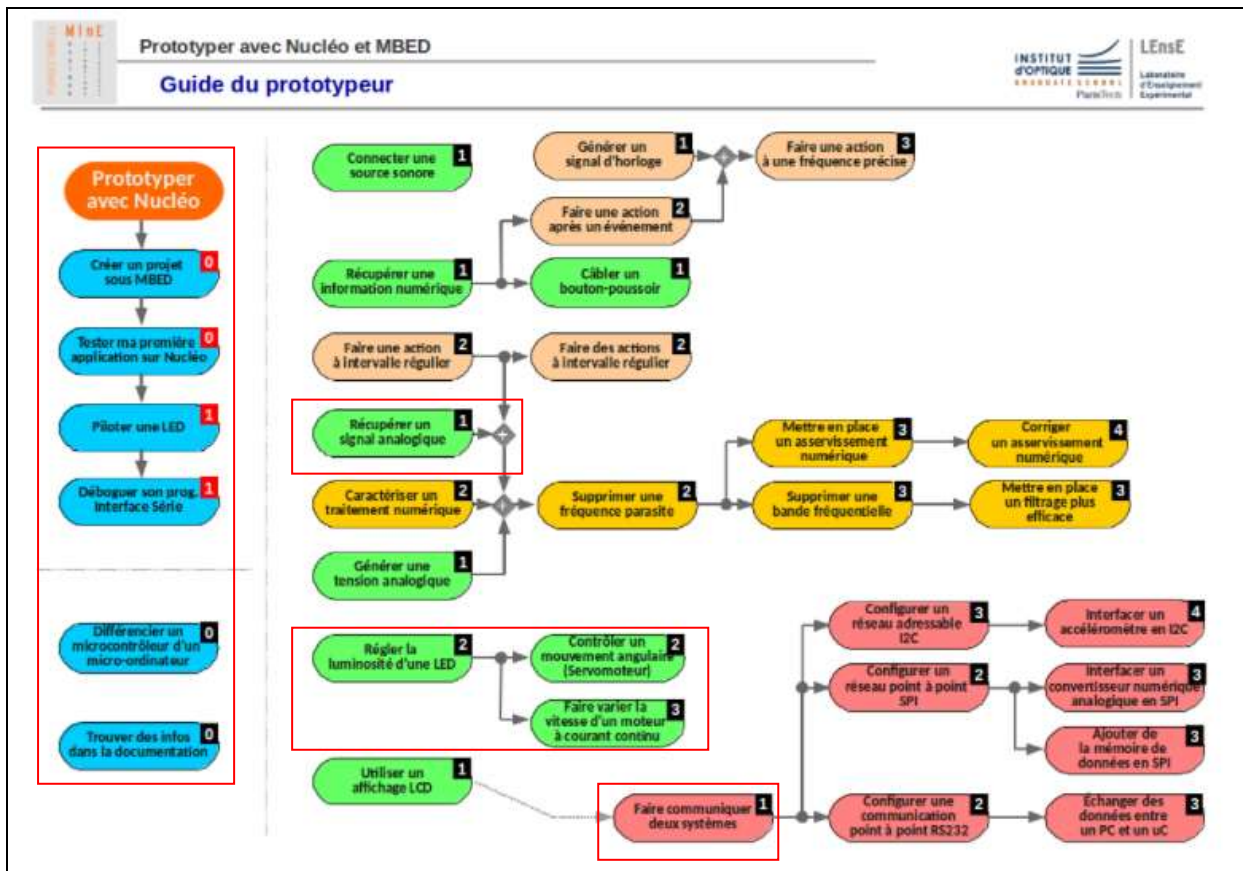 MInE
Prototyper avec Nucléo et MBED
Guide du prototypeur
INSTITUT
d'OPTIQUE
GRADUATE SCHOOL
ParisTech
LEnsE
Laboratoire
d'Enseignement
Expérimental
Prototyper
avec Nucléo
0
Créer un projet
sous MBED
0
Tester ma première
application sur Nucléo
1
Piloter une LED
1
Déboguer son prog.
Interface Série
0
Différencier un
microcontrôleur d'un
micro-ordinateur
0
Trouver des infos
dans la documentation
1
Connecter une
source sonore
1
Générer un
signal d'horloge
3
Faire une action
à une fréquence précise
2
Faire une action
après un événement
1
Récupérer une
information numérique
1
Câbler un
bouton-poussoir
2
Faire une action
à intervalle régulier
2
Faire des actions
à intervalle régulier
1
Récupérer un
signal analogique
3
Mettre en place
un asservissement
numérique
4
Corriger
un asservissement
numérique
2
Caractériser un
traitement numérique
2
Supprimer une
fréquence parasite
3
Supprimer une
bande fréquentielle
3
Mettre en place
un filtrage plus
efficace
1
Générer une
tension analogique
2
Régler la
luminosité d'une LED
2
Contrôler un
mouvement angulaire
(Servomoteur)
3
Faire varier la
vitesse d'un moteur
à courant continu
1
Utiliser un
affichage LCD
1
Faire communiquer
deux systèmes
3
Configurer un
réseau adressable
I2C
4
Interfacer un
accéléromètre en I2C
2
Configurer un
réseau point à point
SPI
3
Interfacer un
convertisseur numérique
analogique en SPI
3
Ajouter de
la mémoire de
données en SPI
2
Configurer une
communication
point à point RS232
3
Échanger des
données entre
un PC et un uC